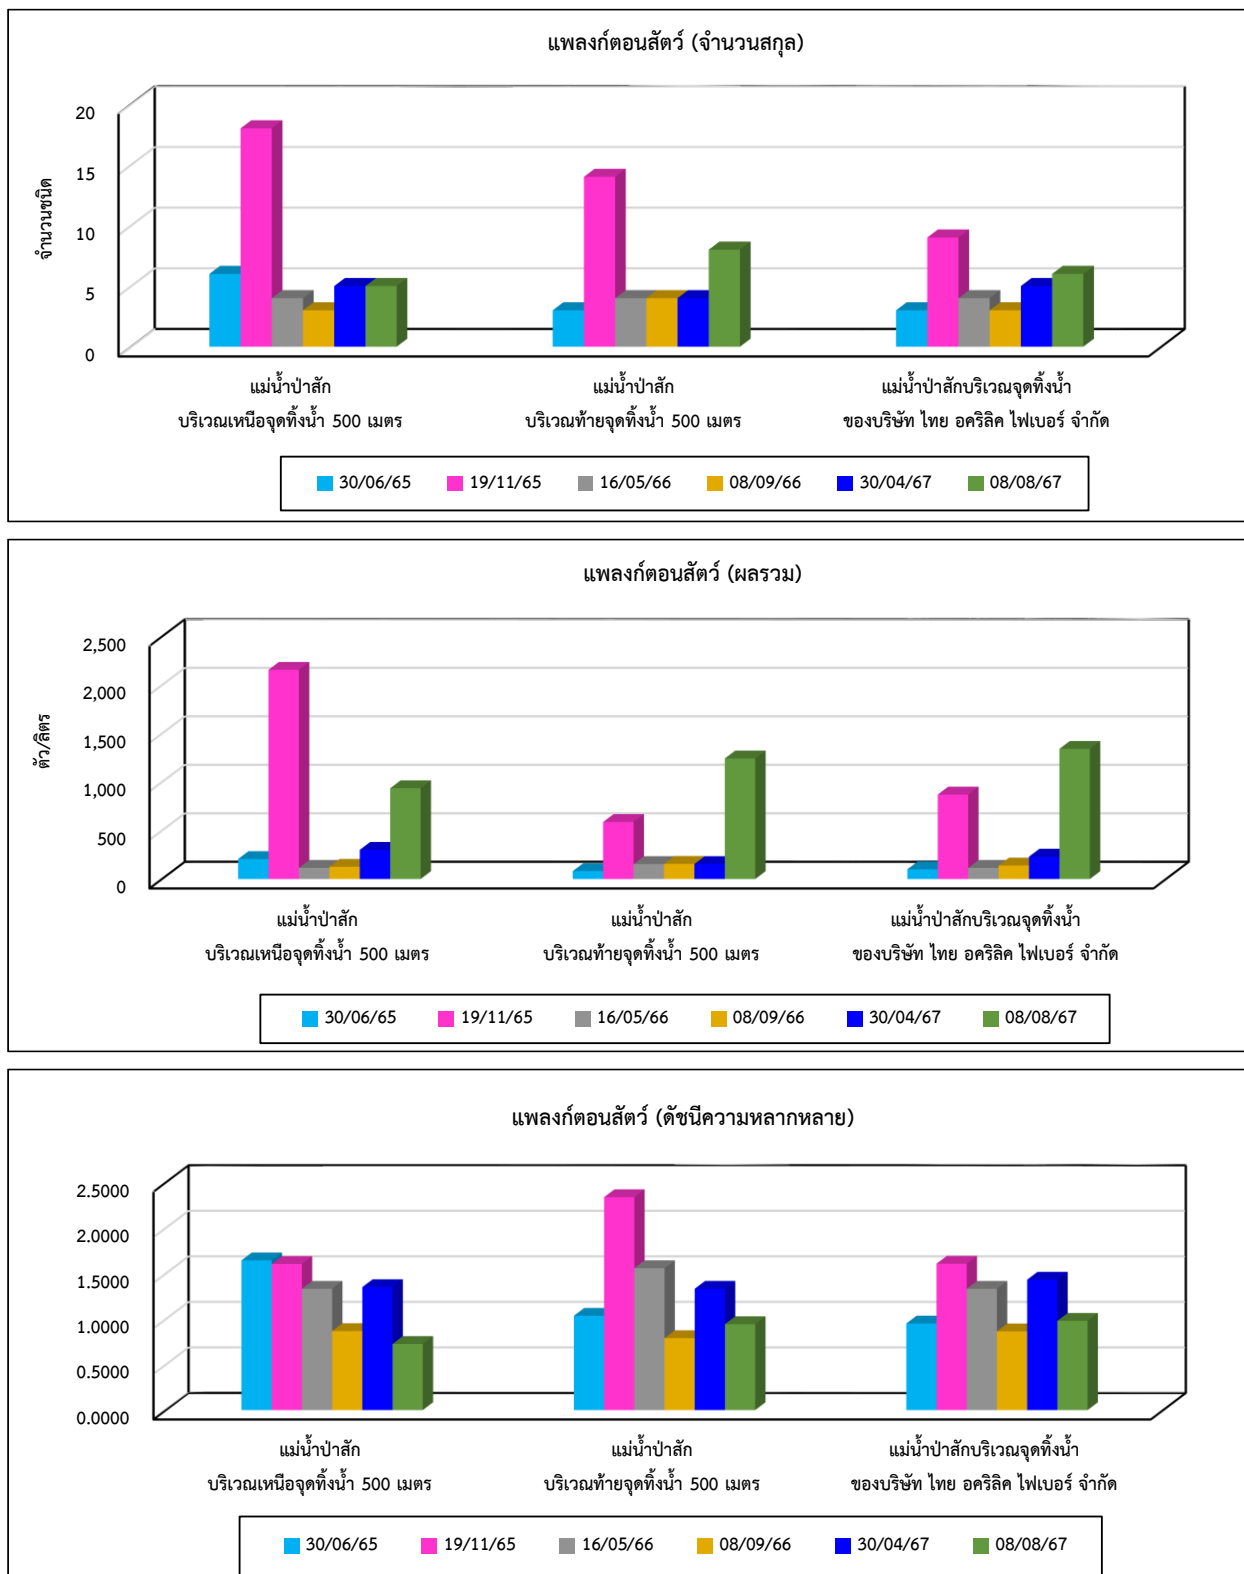 แพลงก์ตอนสัตว์ (จำนวนสกุล)
จำนวนชนิด
20
15
10
5
0
แม่น้ำป่าสัก
บริเวณเหนือจุดทิ้งน้ำ 500 เมตร
แม่น้ำป่าสัก
บริเวณท้ายจุดทิ้งน้ำ 500 เมตร
แม่น้ำป่าสักบริเวณจุดทิ้งน้ำ
ของบริษัท ไทย อคริลิค ไฟเบอร์ จำกัด
30/06/65 19/11/65 16/05/66 08/09/66 30/04/67 08/08/67
แพลงก์ตอนสัตว์ (ผลรวม)
ตัว/ลิตร
2,500
2,000
1,500
1,000
500
0
แม่น้ำป่าสัก
บริเวณเหนือจุดทิ้งน้ำ 500 เมตร
แม่น้ำป่าสัก
บริเวณท้ายจุดทิ้งน้ำ 500 เมตร
แม่น้ำป่าสักบริเวณจุดทิ้งน้ำ
ของบริษัท ไทย อคริลิค ไฟเบอร์ จำกัด
30/06/65 19/11/65 16/05/66 08/09/66 30/04/67 08/08/67
แพลงก์ตอนสัตว์ (ดัชนีความหลากหลาย)
2.5000
2.0000
1.5000
1.0000
0.5000
0.0000
แม่น้ำป่าสัก
บริเวณเหนือจุดทิ้งน้ำ 500 เมตร
แม่น้ำป่าสัก
บริเวณท้ายจุดทิ้งน้ำ 500 เมตร
แม่น้ำป่าสักบริเวณจุดทิ้งน้ำ
ของบริษัท ไทย อคริลิค ไฟเบอร์ จำกัด
30/06/65 19/11/65 16/05/66 08/09/66 30/04/67 08/08/67